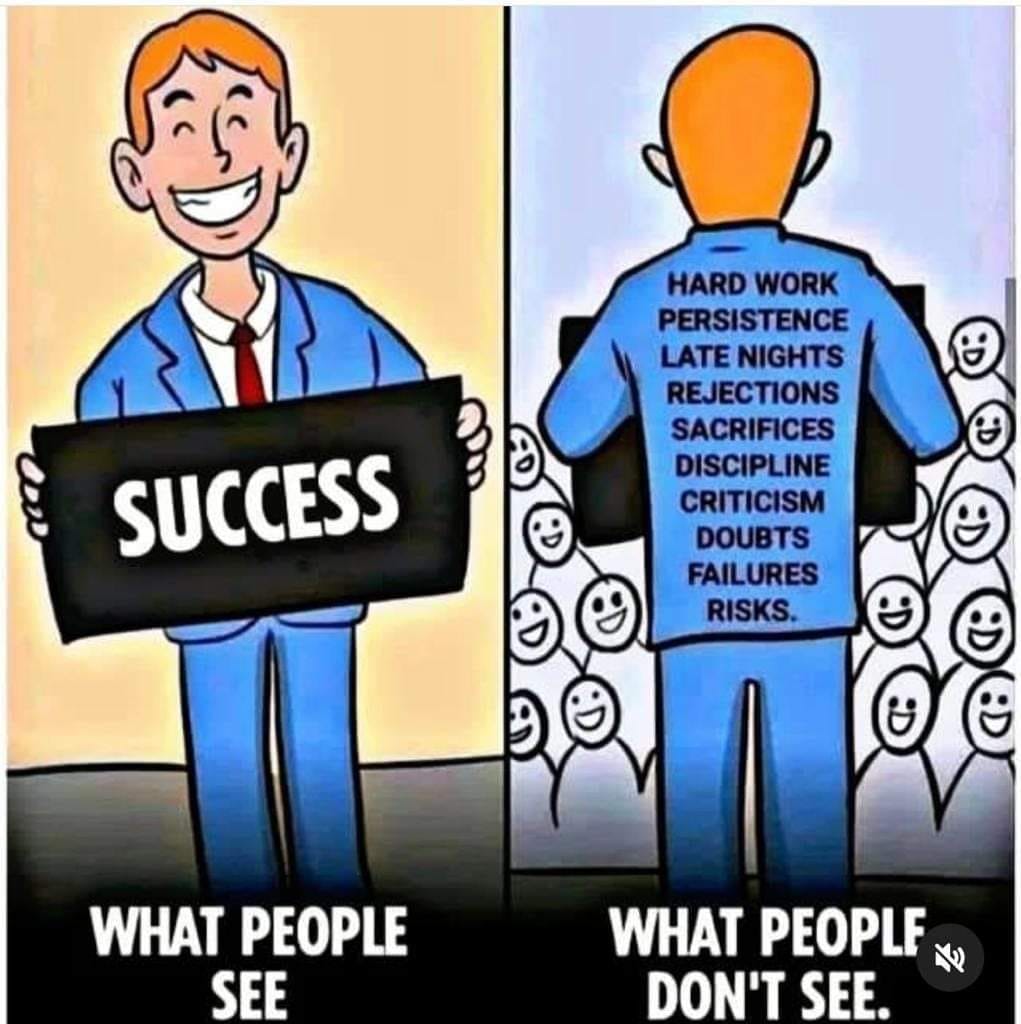 SUCCESS
WHAT PEOPLE
SEE
HARD WORK
PERSISTENCE
LATE NIGHTS
REJECTIONS
SACRIFICES
DISCIPLINE
CRITICISM
DOUBTS
FAILURES
RISKS.
WHAT PEOPLE
DON'T SEE.